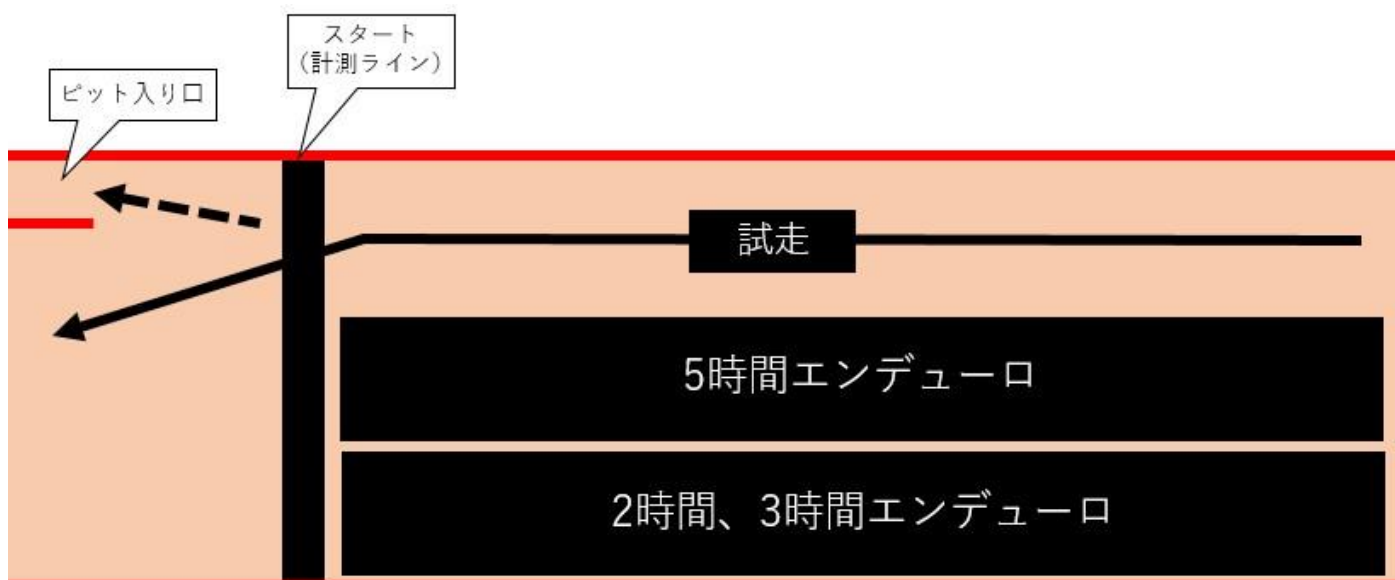 スタート
（計測ライン）
ピット入り口
試走
5時間エンデューロ
2時間、3時間エンデューロ